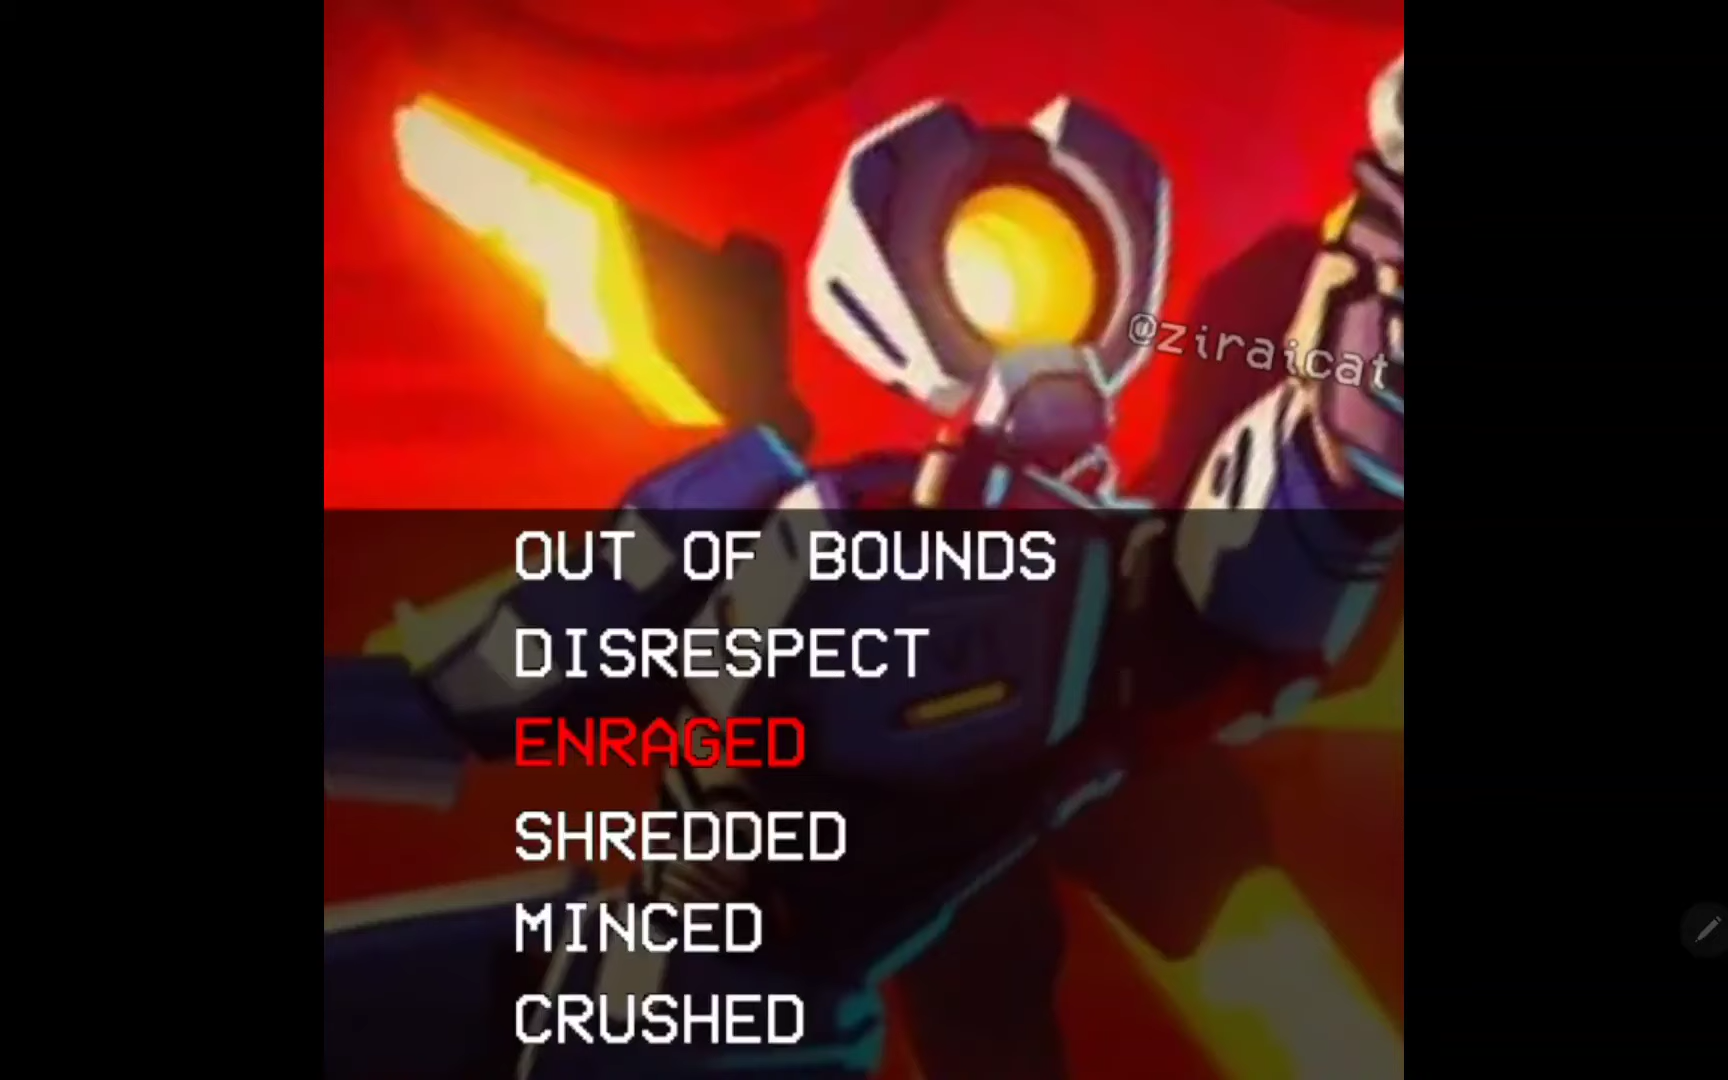 @ziraicat
OUT OF BOUNDS
DISRESPECT
ENRAGED
SHREDDED
MINCED
CRUSHED